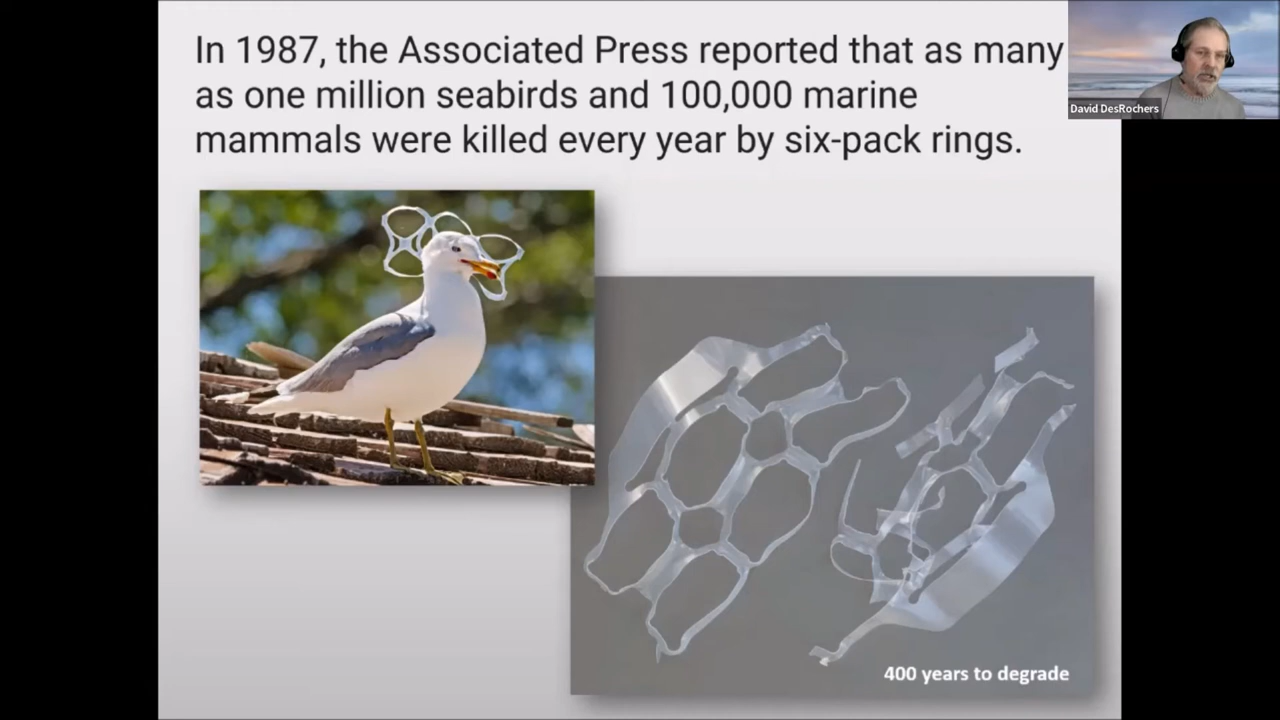 In 1987, the Associated Press reported that as many
as one million seabirds and 100,000 marine
mammals were killed every year by six-pack rings.
David DesRochers
400 years to degrade